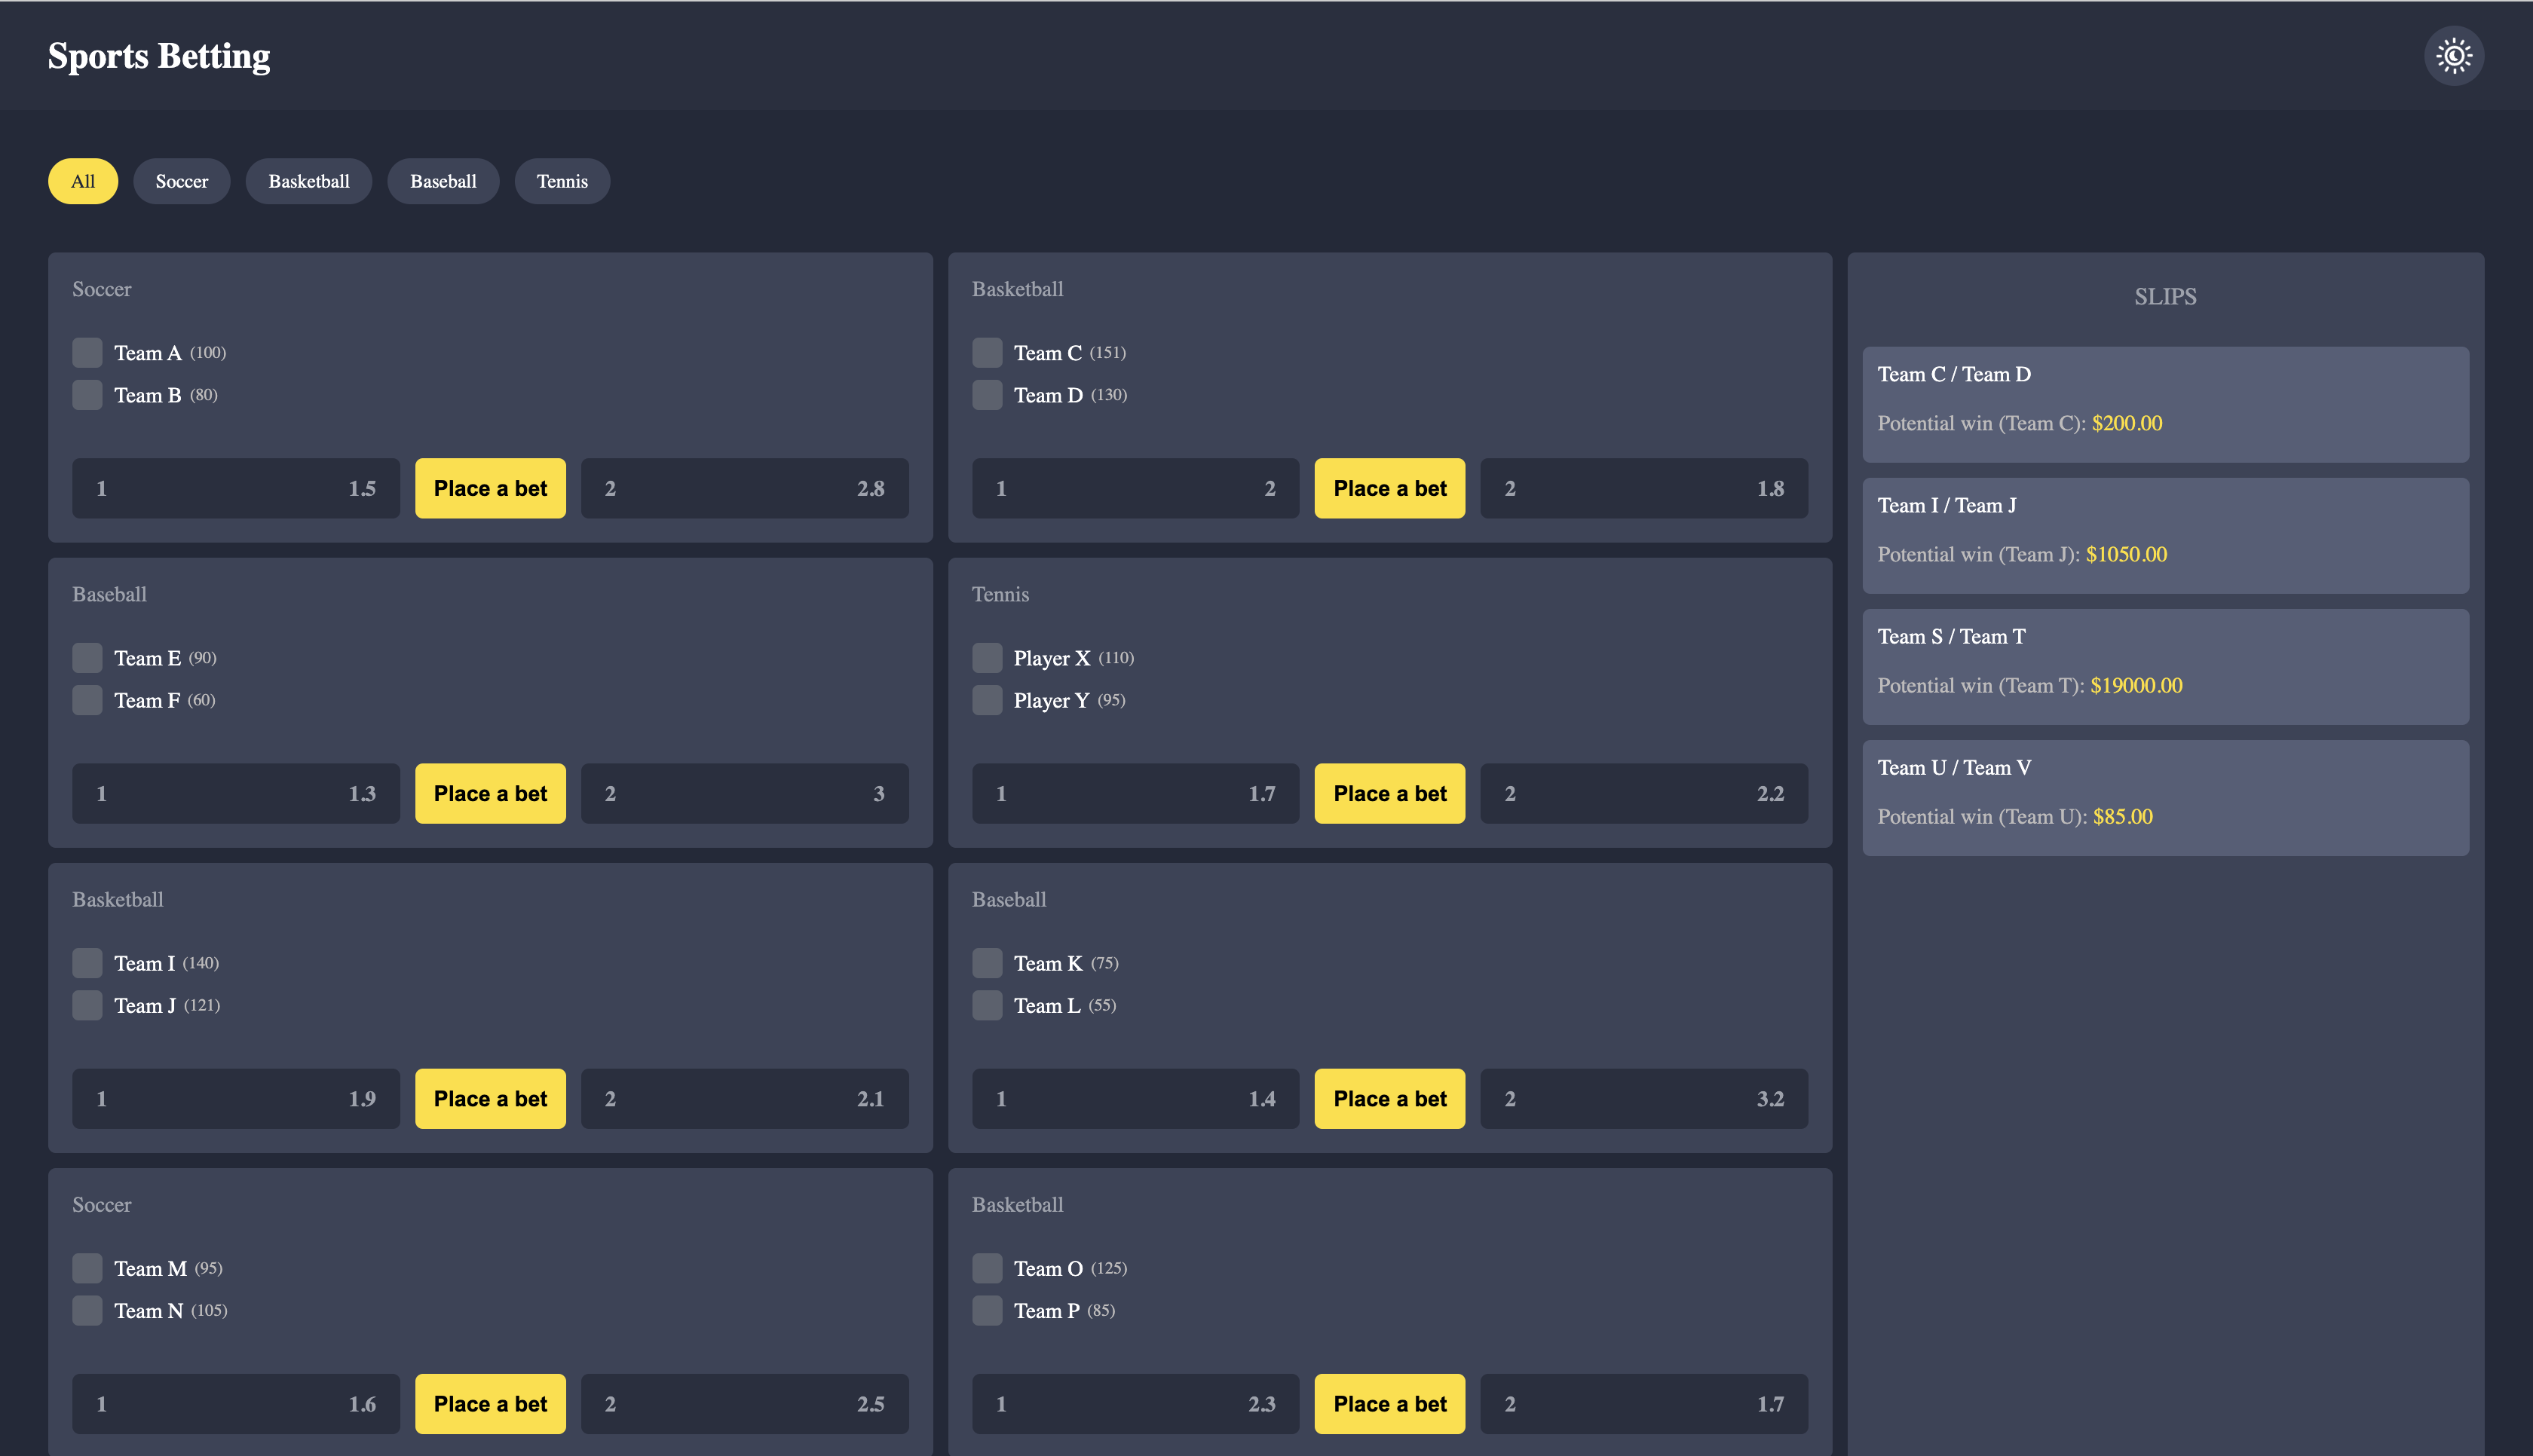 Sports Betting
All Soccer Basketball Baseball Tennis
Soccer
Team A (100)
Team B (80)
1 1.5 Place a bet 2 2.8
Basketball
Team C (151)
Team D (130)
1 2 Place a bet 2 1.8
Baseball
Team E (90)
Team F (60)
1 1.3 Place a bet 2 3
Tennis
Player X (110)
Player Y (95)
1 1.7 Place a bet 2 2.2
Basketball
Team I (140)
Team J (121)
1 1.9 Place a bet 2 2.1
Baseball
Team K (75)
Team L (55)
1 1.4 Place a bet 2 3.2
Soccer
Team M (95)
Team N (105)
1 1.6 Place a bet 2 2.5
Basketball
Team O (125)
Team P (85)
1 2.3 Place a bet 2 1.7
SLIPS
Team C / Team D
Potential win (Team C): $200.00
Team I / Team J
Potential win (Team J): $1050.00
Team S / Team T
Potential win (Team T): $19000.00
Team U / Team V
Potential win (Team U): $85.00